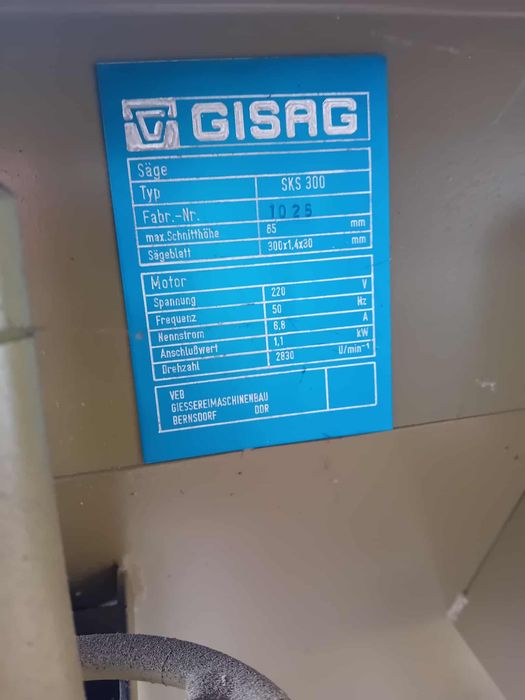 GISAG
Säge
Typ SKS 300
Fabr.-Nr. 1025
max.Schnitthöhe 85 mm
Sägeblatt 300x1,4x30 mm
Motor
Spannung 220 V
Frequenz 50 Hz
Nennstrom 6,8 A
Anschlußwert 1,1 kW
Drehzahl 2830 U/min⁻¹
VEB
GIESSEREIMASCHINENBAU
BERNSDORF DDR